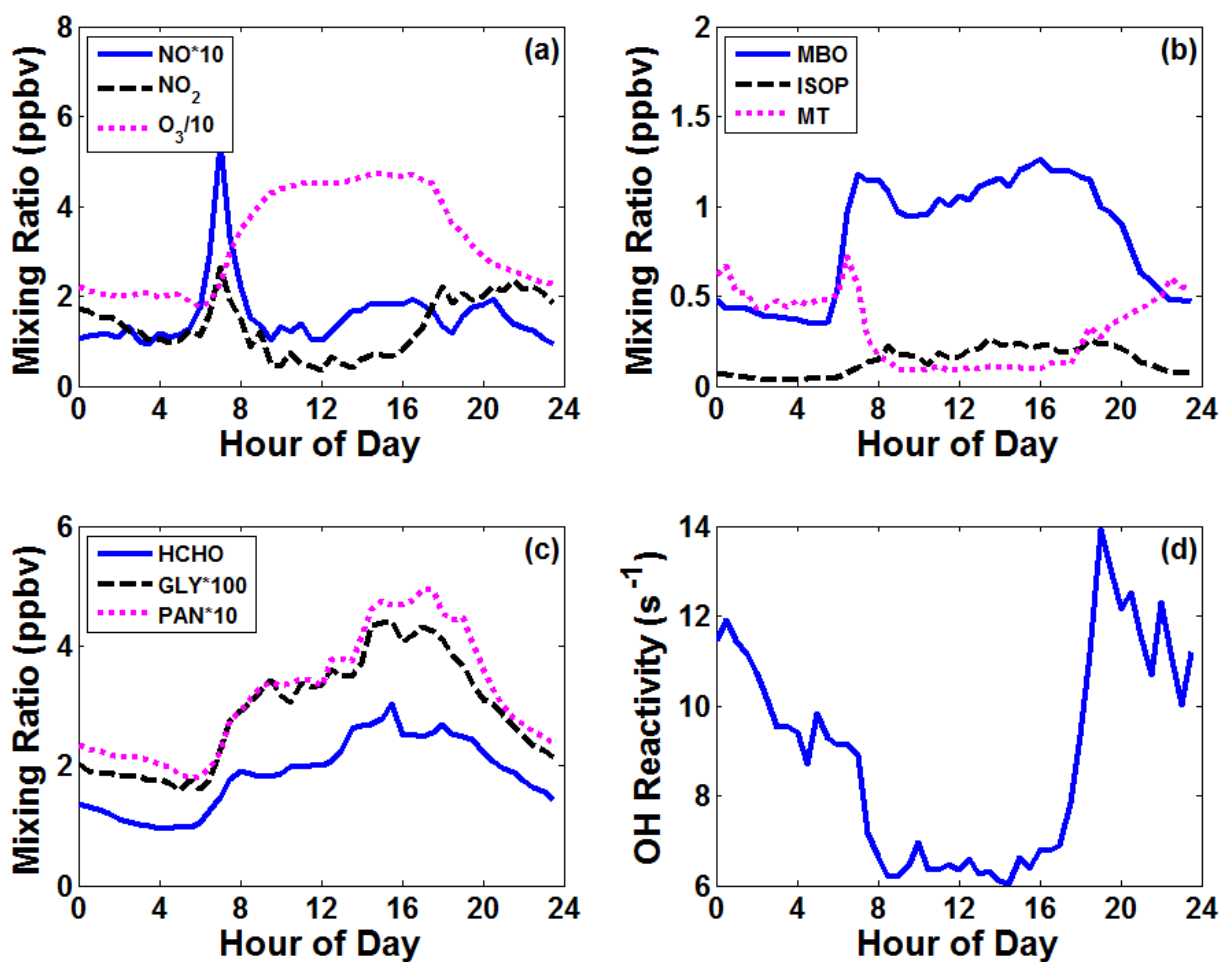 (a)
NO*10
NO2
O3/10
Mixing Ratio (ppbv)
8
6
4
2
0
0 4 8 12 16 20 24
Hour of Day
(b)
MBO
ISOP
MT
Mixing Ratio (ppbv)
2
1.5
1
0.5
0
0 4 8 12 16 20 24
Hour of Day
(c)
HCHO
GLY*100
PAN*10
Mixing Ratio (ppbv)
6
4
2
0
0 4 8 12 16 20 24
Hour of Day
(d)
OH Reactivity (s-1)
14
12
10
8
6
0 4 8 12 16 20 24
Hour of Day